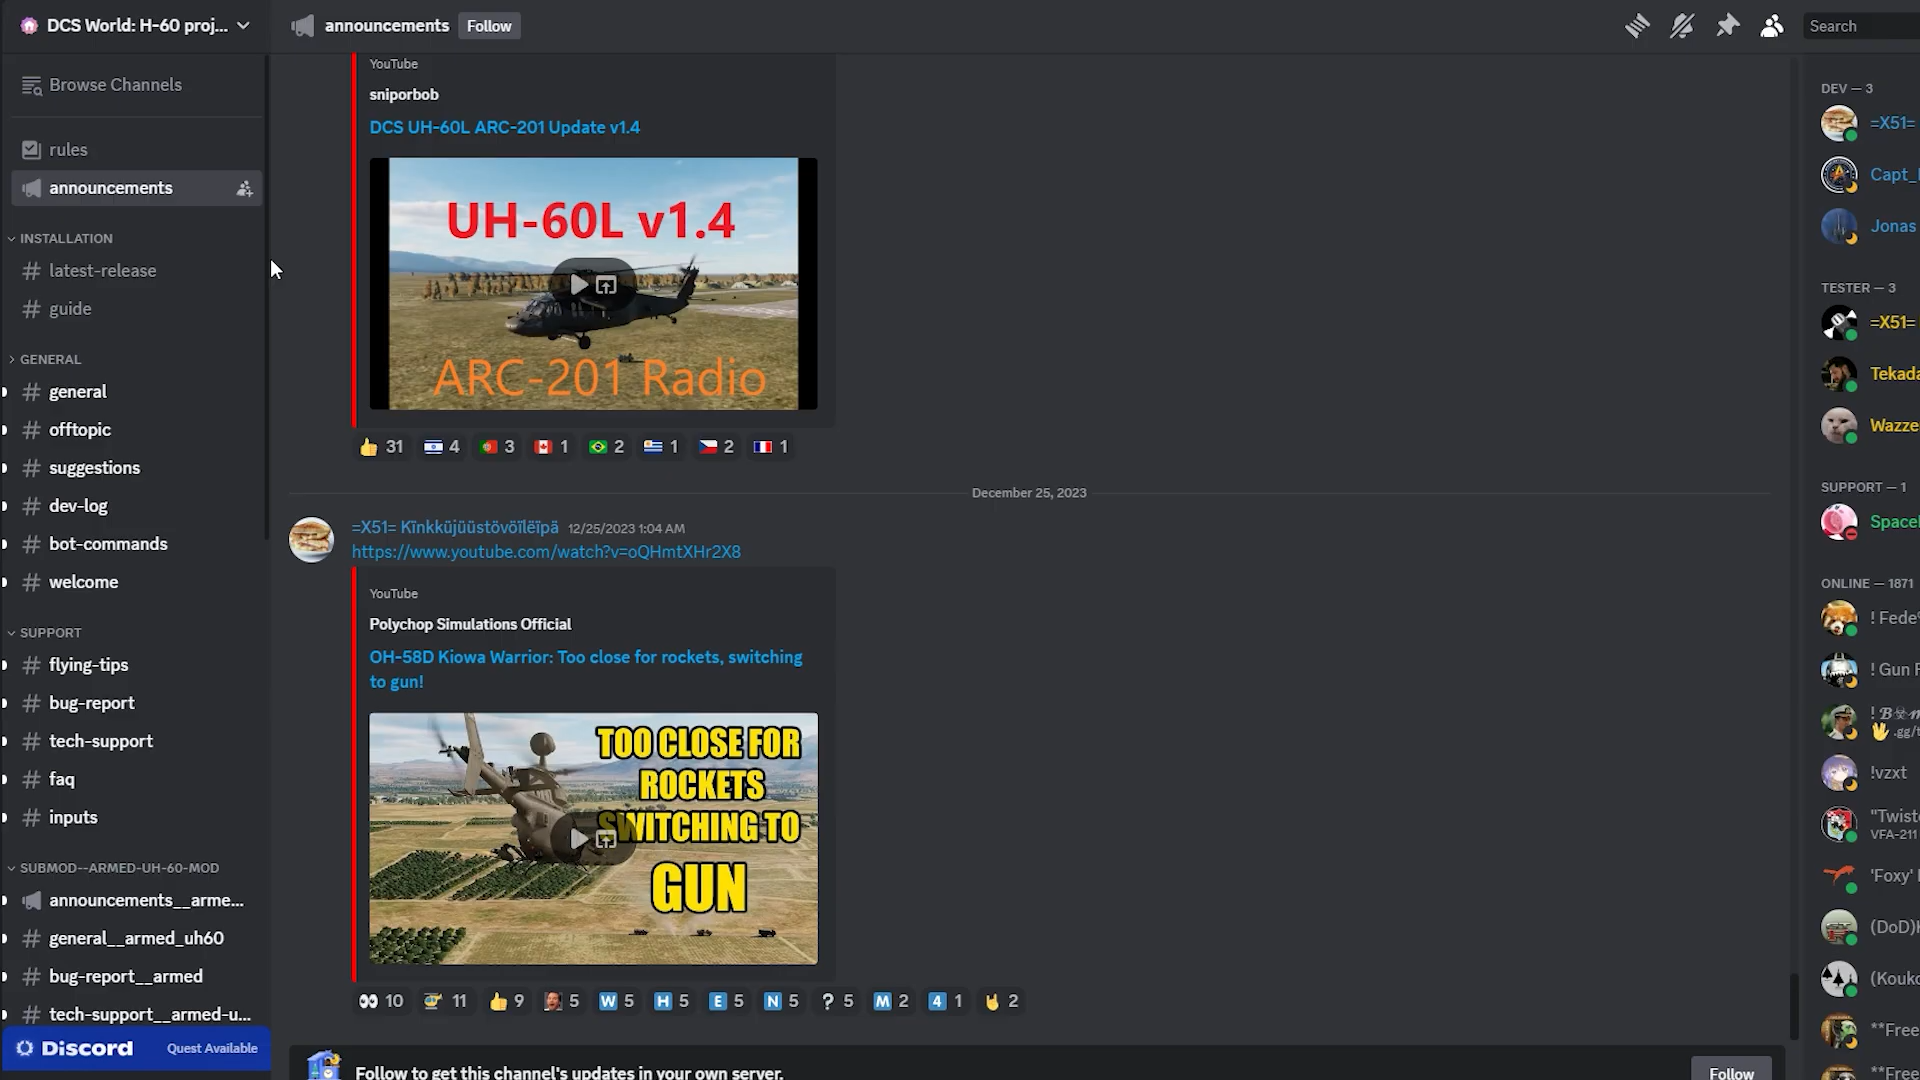 DCS World: H-60 proj...
Browse Channels
rules
announcements
INSTALLATION
latest-release
guide
GENERAL
general
offtopic
suggestions
dev-log
bot-commands
welcome
SUPPORT
flying-tips
bug-report
tech-support
faq
inputs
SUBMOD--ARMED-UH-60-MOD
announcements__arme...
general__armed_uh60
bug-report__armed
tech-support__armed-u...
Discord
Quest Available
announcements
Follow
Search
YouTube
sniporbob
DCS UH-60L ARC-201 Update v1.4
UH-60L v1.4
ARC-201 Radio
31
4
3
1
2
1
2
1
December 25, 2023
=X51= Kïnkküjüüstövöïlëïpä 12/25/2023 1:04 AM
https://www.youtube.com/watch?v=oQHmtXHr2X8
YouTube
Polychop Simulations Official
OH-58D Kiowa Warrior: Too close for rockets, switching
to gun!
TOO CLOSE FOR
ROCKETS
SWITCHING TO
GUN
👀 10 🚁 11 👍 9 5 W 5 H 5 E 5 N 5 ? 5 M 2 4 1 🤘 2
Follow to get this channel's updates in your own server.
Follow
DEV — 3
=X51=
Capt_
Jonas
TESTER — 3
=X51=
Tekada
Wazze
SUPPORT — 1
Space
ONLINE — 1871
! Fede
! Gun F
.gg/t
!vzxt
"Twist
VFA-211
'Foxy'
(DoD)
(Kouk
**Free
**Free